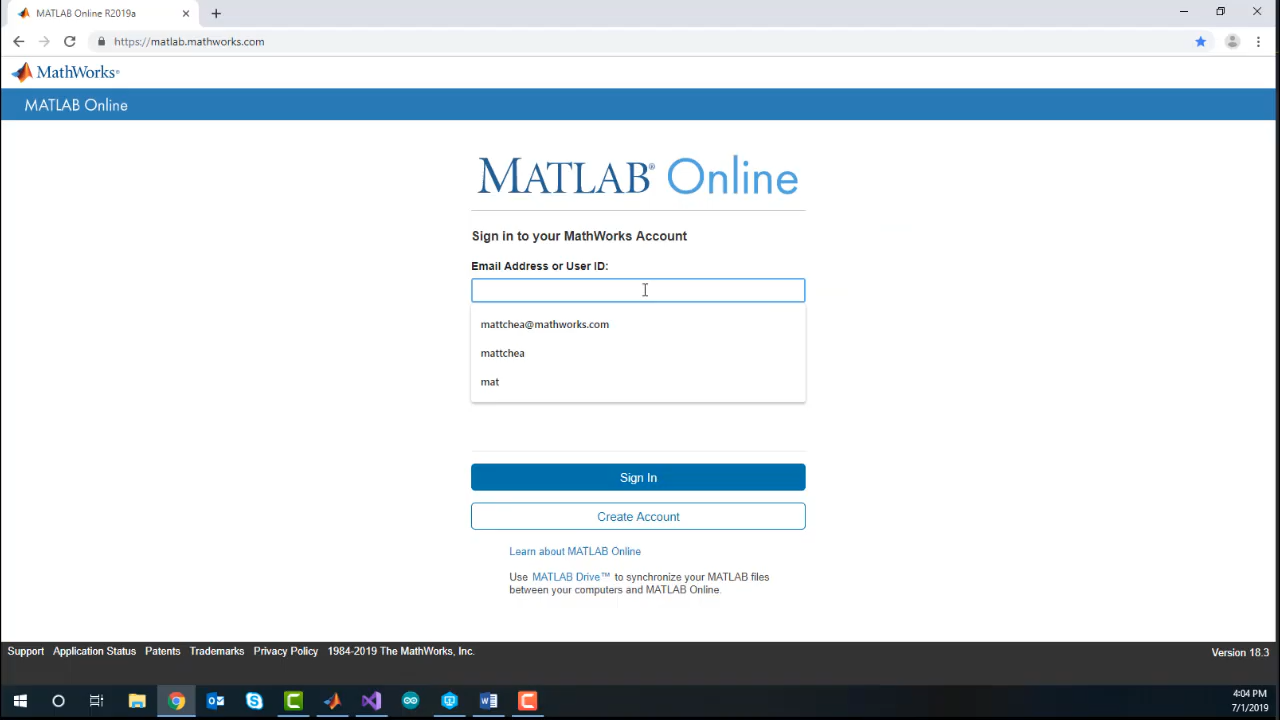 MATLAB Online R2019a
https://matlab.mathworks.com
MathWorks®
MATLAB Online
MATLAB® Online
Sign in to your MathWorks Account
Email Address or User ID:
mattchea@mathworks.com
mattchea
mat
Sign In
Create Account
Learn about MATLAB Online
Use MATLAB Drive™ to synchronize your MATLAB files
between your computers and MATLAB Online.
Support Application Status Patents Trademarks Privacy Policy 1984-2019 The MathWorks, Inc. Version 18.3
4:04 PM
7/1/2019